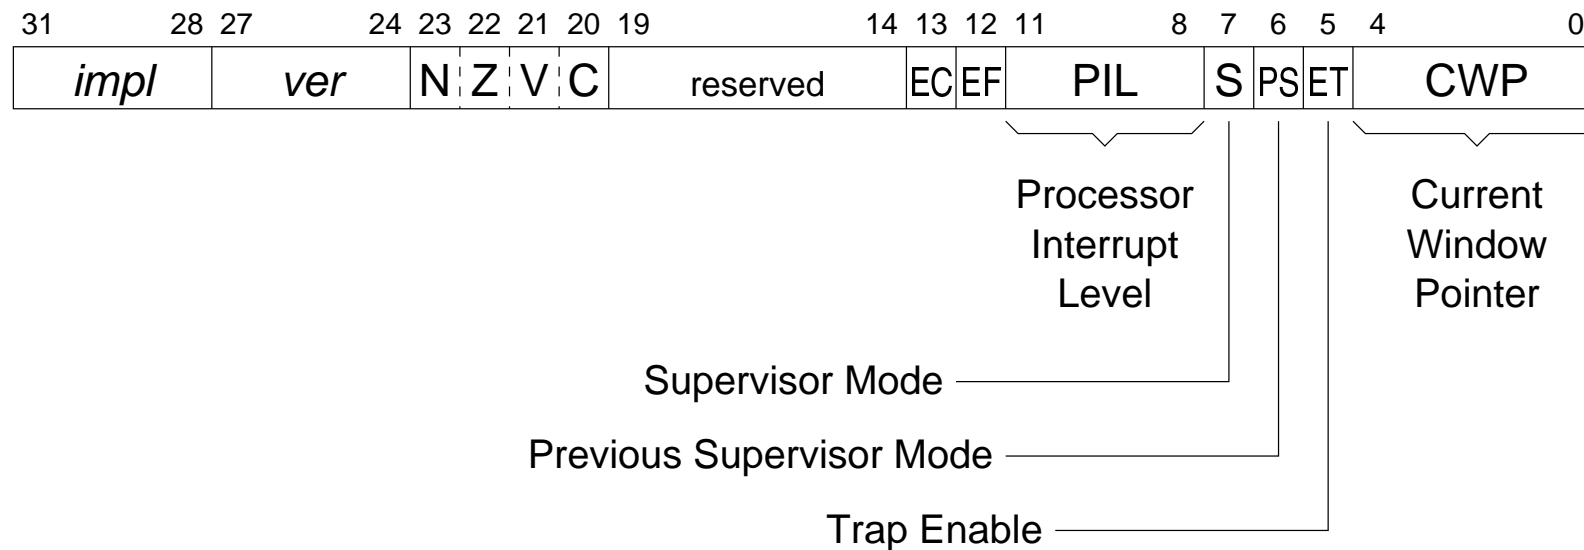 31 28 27 24 23 22 21 20 19 14 13 12 11 8 7 6 5 4 0
impl ver N Z V C reserved EC EF PIL S PS ET CWP
Processor Current
Interrupt Window
Level Pointer
Supervisor Mode
Previous Supervisor Mode
Trap Enable